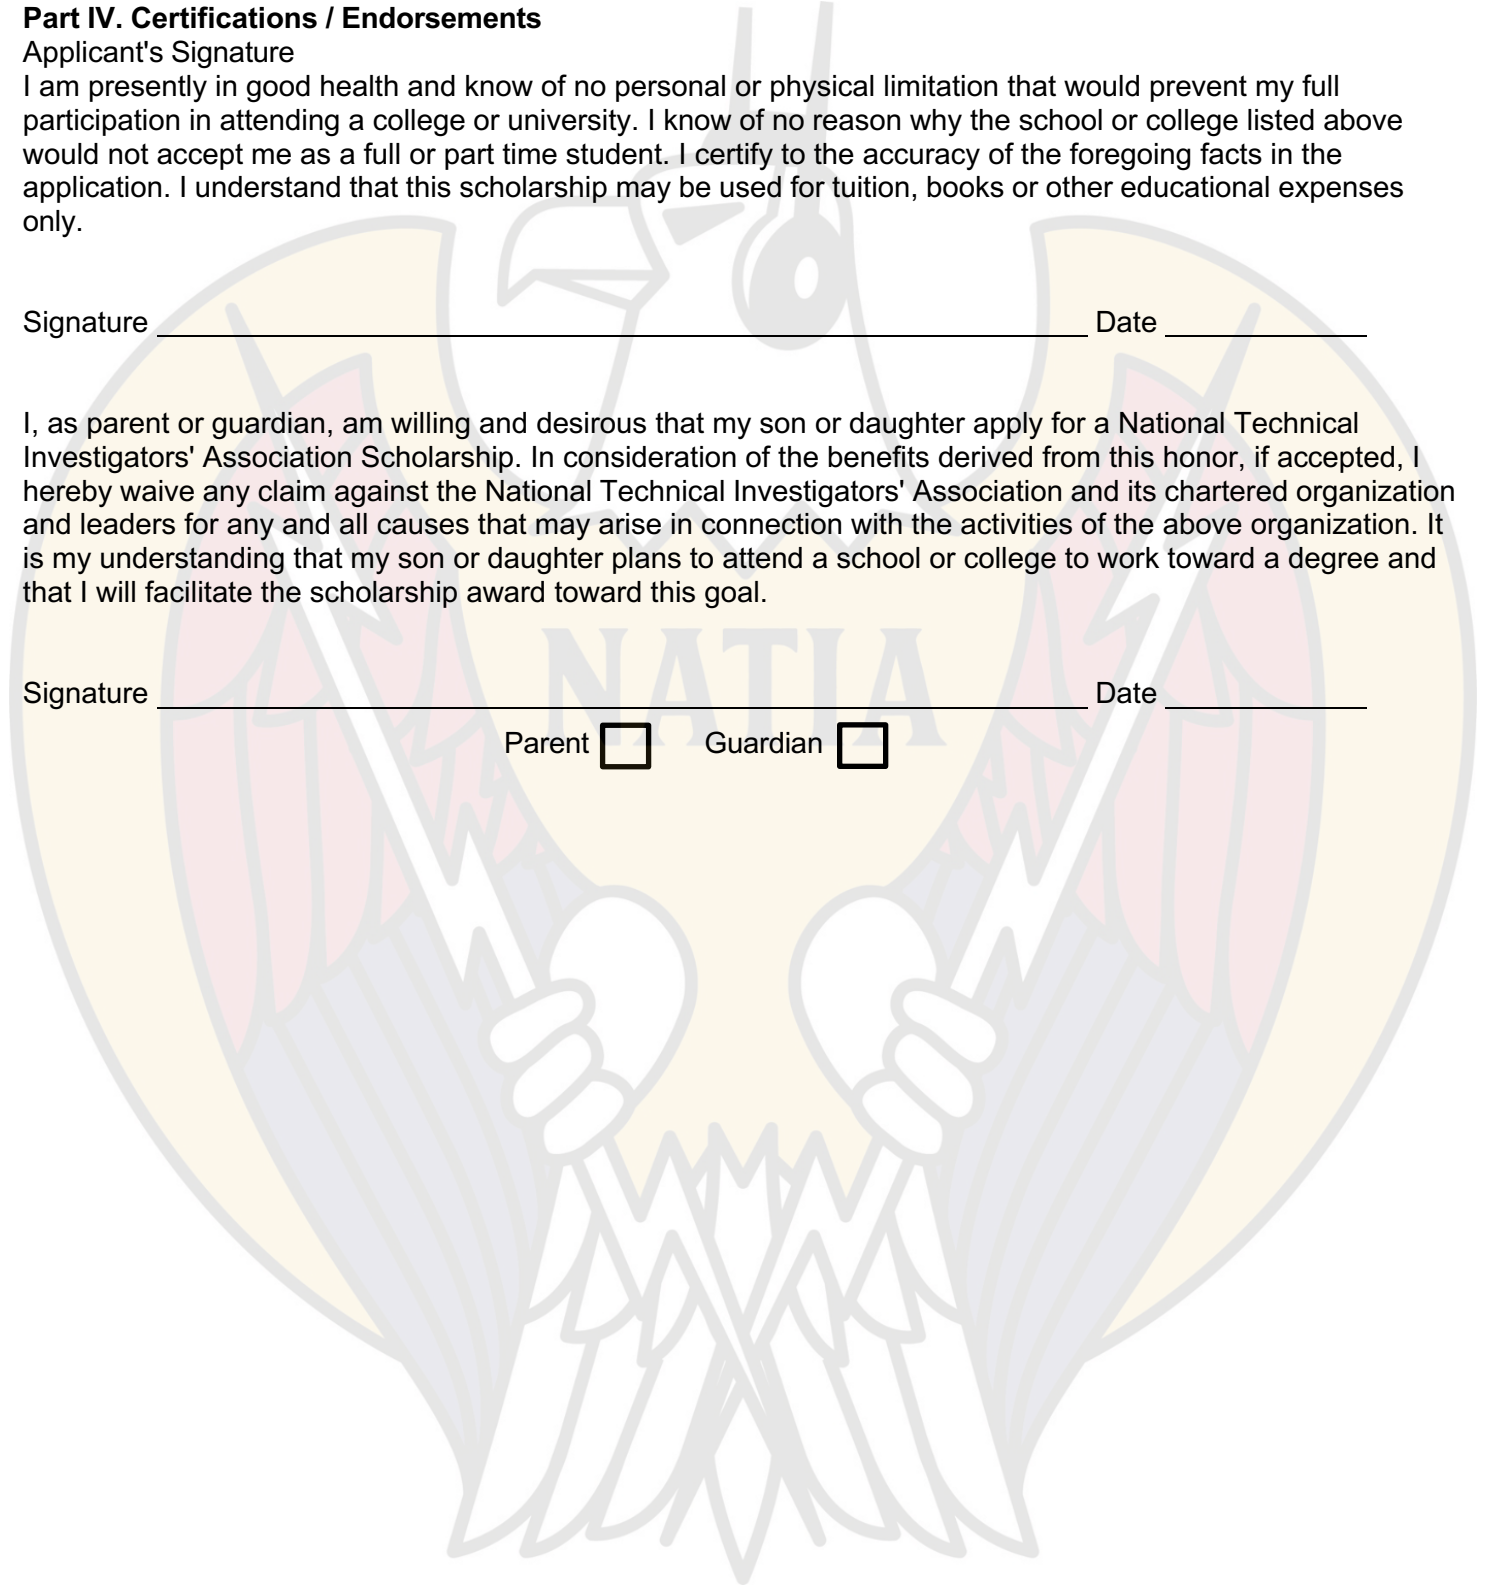 Part IV. Certifications / Endorsements
Applicant's Signature
I am presently in good health and know of no personal or physical limitation that would prevent my full
participation in attending a college or university. I know of no reason why the school or college listed above
would not accept me as a full or part time student. I certify to the accuracy of the foregoing facts in the
application. I understand that this scholarship may be used for tuition, books or other educational expenses
only.
Signature Date
I, as parent or guardian, am willing and desirous that my son or daughter apply for a National Technical
Investigators' Association Scholarship. In consideration of the benefits derived from this honor, if accepted, I
hereby waive any claim against the National Technical Investigators' Association and its chartered organization
and leaders for any and all causes that may arise in connection with the activities of the above organization. It
is my understanding that my son or daughter plans to attend a school or college to work toward a degree and
that I will facilitate the scholarship award toward this goal.
NATIA
Signature Date
Parent Guardian